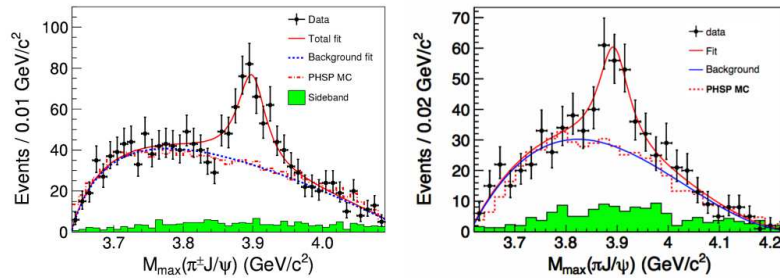 Events / 0.01 GeV/c²
100
80
60
40
20
0
3.7
3.8
3.9
4.0
M_max(π±J/ψ) (GeV/c²)
Data
Total fit
Background fit
PHSP MC
Sideband
Events / 0.02 GeV/c²
70
60
50
40
30
20
10
0
3.7
3.8
3.9
4
4.1
4.2
M_max(πJ/ψ) (GeV/c²)
data
Fit
Background
PHSP MC